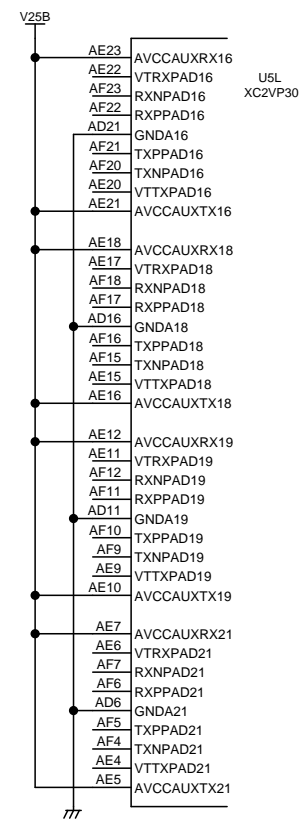 V25B
U5L
XC2VP30
AE23 AVCCAUXRX16
AE22 VTRXPAD16
AF23 RXNPAD16
AF22 RXPPAD16
AD21 GNDA16
AF21 TXPPAD16
AF20 TXNPAD16
AE20 VTTXPAD16
AE21 AVCCAUXTX16
AE18 AVCCAUXRX18
AE17 VTRXPAD18
AF18 RXNPAD18
AF17 RXPPAD18
AD16 GNDA18
AF16 TXPPAD18
AF15 TXNPAD18
AE15 VTTXPAD18
AE16 AVCCAUXTX18
AE12 AVCCAUXRX19
AE11 VTRXPAD19
AF12 RXNPAD19
AF11 RXPPAD19
AD11 GNDA19
AF10 TXPPAD19
AF9 TXNPAD19
AE9 VTTXPAD19
AE10 AVCCAUXTX19
AE7 AVCCAUXRX21
AE6 VTRXPAD21
AF7 RXNPAD21
AF6 RXPPAD21
AD6 GNDA21
AF5 TXPPAD21
AF4 TXNPAD21
AE4 VTTXPAD21
AE5 AVCCAUXTX21